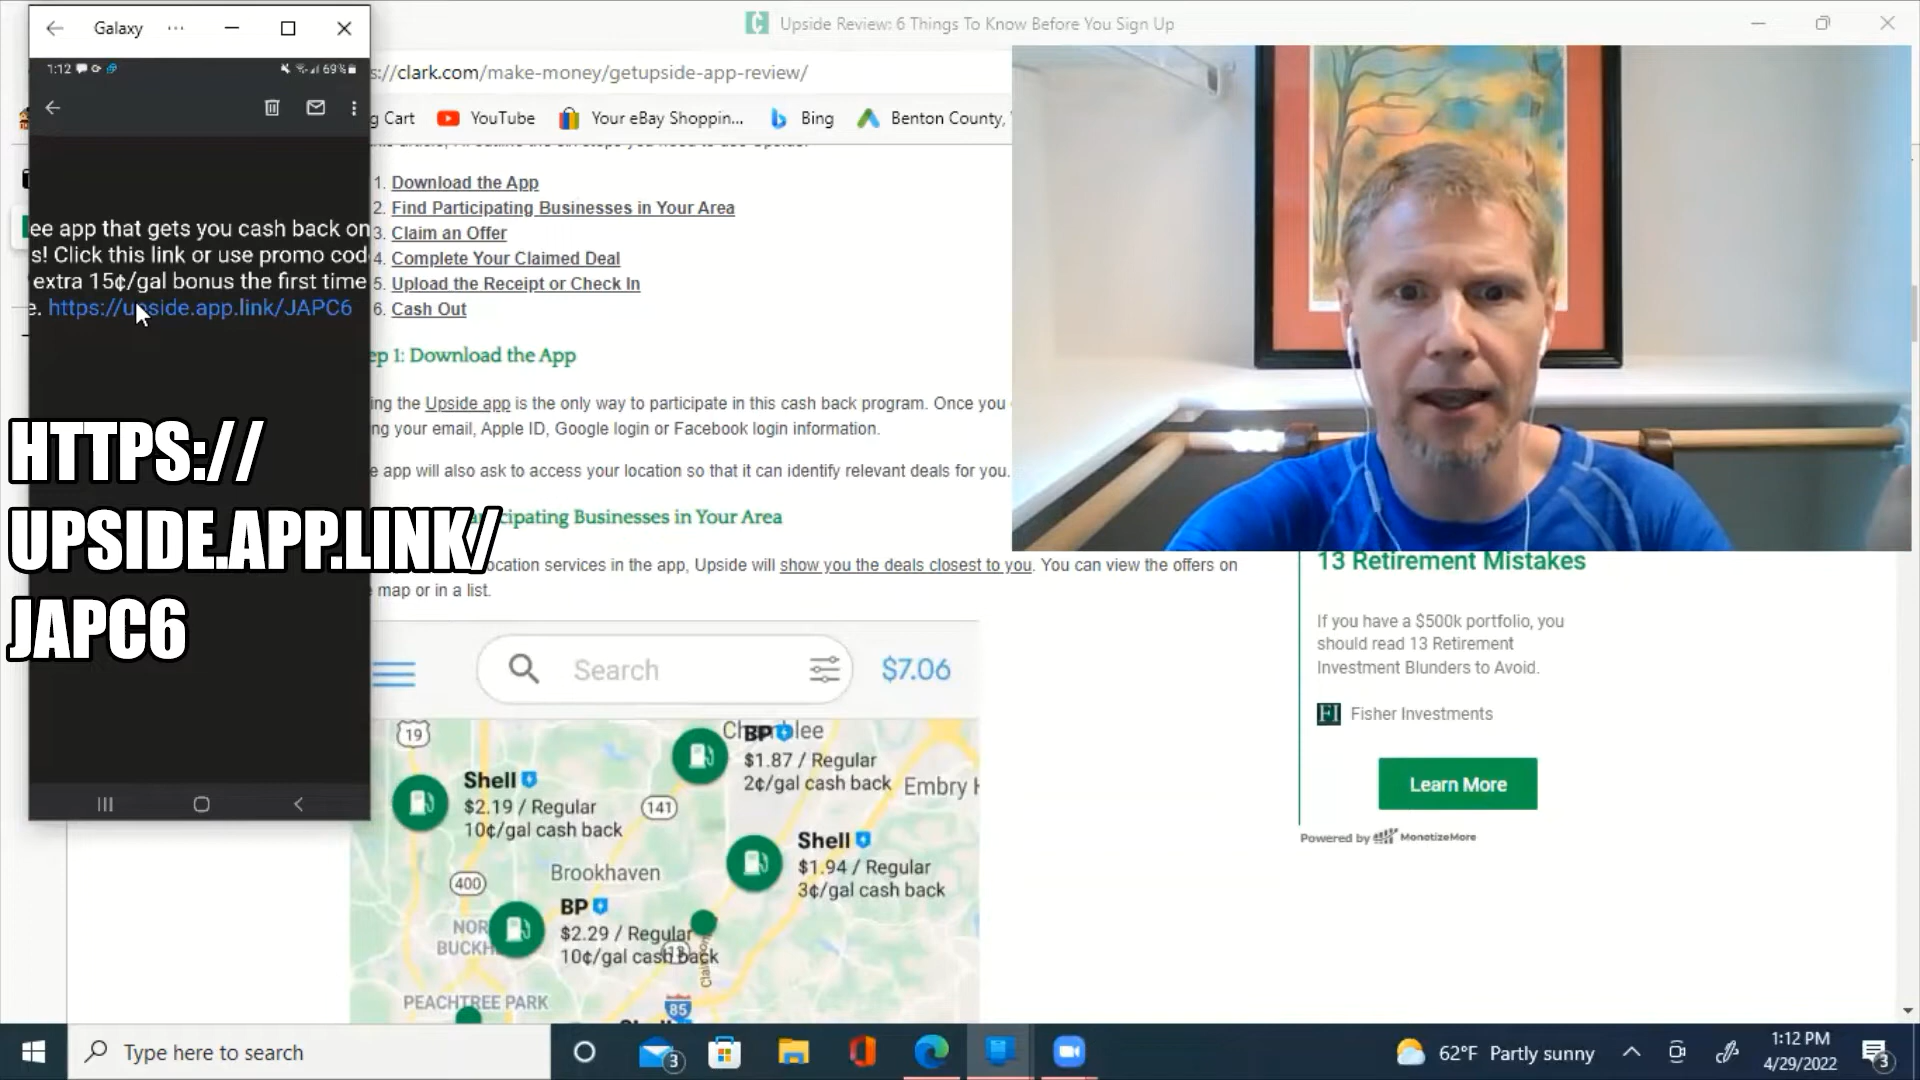 Galaxy
1:12
69%
ee app that gets you cash back on
s! Click this link or use promo cod
extra 15¢/gal bonus the first time
e. https://upside.app.link/JAPC6
HTTPS://
UPSIDE.APP.LINK/
JAPC6
Upside Review: 6 Things To Know Before You Sign Up
s://clark.com/make-money/getupside-app-review/
g Cart
YouTube
Your eBay Shoppin...
Bing
Benton County,
1. Download the App
2. Find Participating Businesses in Your Area
3. Claim an Offer
4. Complete Your Claimed Deal
5. Upload the Receipt or Check In
6. Cash Out
ep 1: Download the App
ing the Upside app is the only way to participate in this cash back program. Once you
ng your email, Apple ID, Google login or Facebook login information.
e app will also ask to access your location so that it can identify relevant deals for you.
rticipating Businesses in Your Area
ocation services in the app, Upside will show you the deals closest to you. You can view the offers on
e map or in a list.
Search
$7.06
19
BP
$1.87 / Regular
2¢/gal cash back
Embry H
Shell
$2.19 / Regular
10¢/gal cash back
141
Shell
$1.94 / Regular
3¢/gal cash back
Brookhaven
400
BP
$2.29 / Regular
10¢/gal cash back
PEACHTREE PARK
85
13 Retirement Mistakes
If you have a $500k portfolio, you
should read 13 Retirement
Investment Blunders to Avoid.
FI Fisher Investments
Learn More
Powered by MonetizeMore
Type here to search
3
62°F Partly sunny
1:12 PM
4/29/2022
3